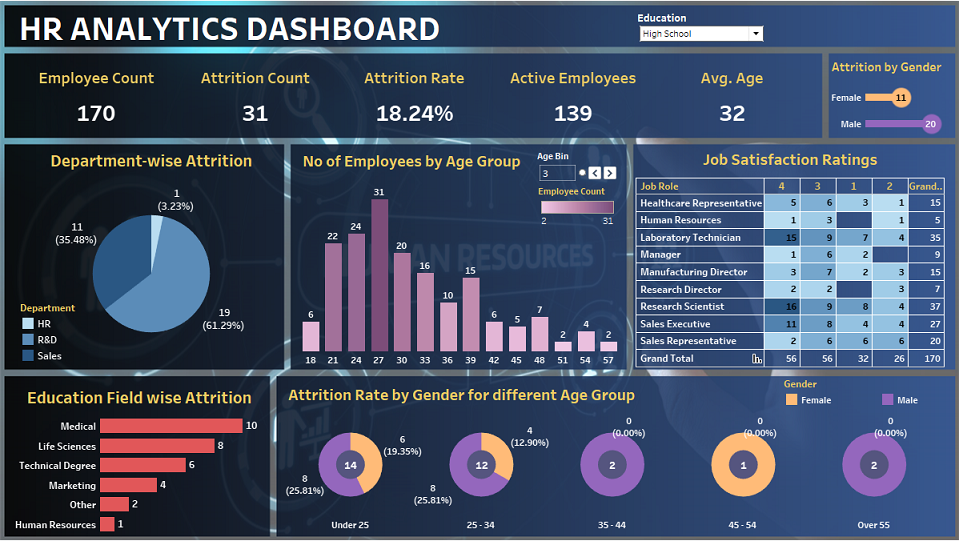 HR ANALYTICS DASHBOARD
Education
High School
Employee Count
170
Attrition Count
31
Attrition Rate
18.24%
Active Employees
139
Avg. Age
32
Attrition by Gender
Female 11
Male 20
Department-wise Attrition
1
(3.23%)
11
(35.48%)
19
(61.29%)
Department
HR
R&D
Sales
No of Employees by Age Group
Age Bin
3
Employee Count
2 31
6 22 24 31 20 16 10 15 6 5 7 2 4 2
18 21 24 27 30 33 36 39 42 45 48 51 54 57
HUMAN RESOURCES
Job Satisfaction Ratings
Job Role 4 3 1 2 Grand..
Healthcare Representative 5 6 3 1 15
Human Resources 1 3 1 5
Laboratory Technician 15 9 7 4 35
Manager 1 6 2 9
Manufacturing Director 3 7 2 3 15
Research Director 2 2 3 7
Research Scientist 16 9 8 4 37
Sales Executive 11 8 4 4 27
Sales Representative 2 6 6 6 20
Grand Total 56 56 32 26 170
Education Field wise Attrition
Medical 10
Life Sciences 8
Technical Degree 6
Marketing 4
Other 2
Human Resources 1
Attrition Rate by Gender for different Age Group
Gender
Female
Male
6
(19.35%)
14
8
(25.81%)
Under 25
4
(12.90%)
12
8
(25.81%)
25 - 34
0
(0.00%)
2
35 - 44
0
(0.00%)
1
45 - 54
0
(0.00%)
2
Over 55